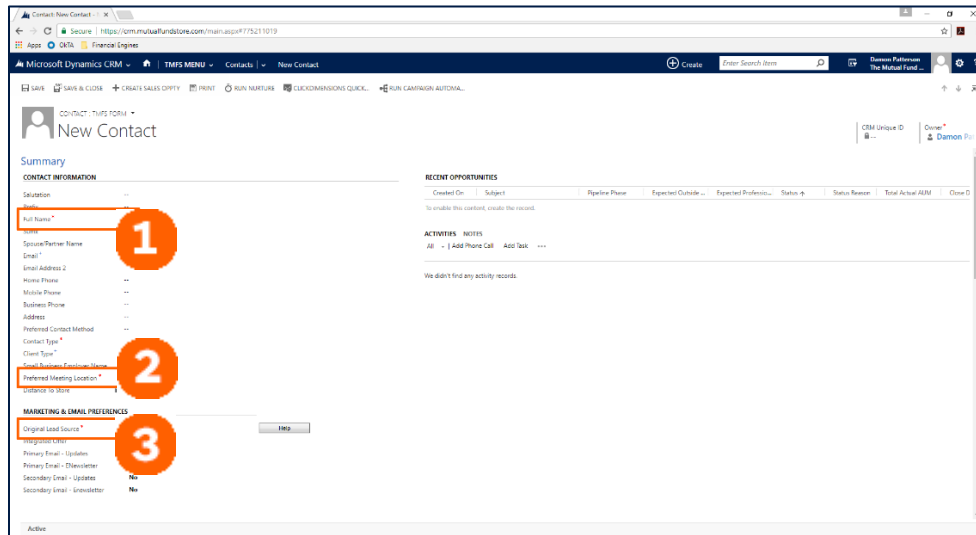 Contact: New Contact - 
Secure | https://crm.mutualfundstore.com/main.aspx#775211019
Apps OKTA Financial Engines
Microsoft Dynamics CRM TMFS MENU Contacts | New Contact Create Enter Search Item Damon Patterson
The Mutual Fund ...
SAVE SAVE & CLOSE + CREATE SALES OPPTY PRINT RUN NURTURE CLICKDIMENSIONS QUICK... RUN CAMPAIGN AUTOMA...
CONTACT : TMFS FORM
New Contact
CRM Unique ID Owner*
-- Damon Pa
Summary
CONTACT INFORMATION
Salutation --
Prefix --
Full Name *
1
Spouse/Partner Name
Email *
Email Address 2
Home Phone --
Mobile Phone --
Business Phone --
Address --
Preferred Contact Method --
Contact Type *
Client Type *
Small Business Employer Name
2
Preferred Meeting Location *
Distance To Store
MARKETING & EMAIL PREFERENCES
Original Lead Source * Help
3
Integrated Offer
Primary Email - Updates
Primary Email - ENewsletter
Secondary Email - Updates No
Secondary Email - Enewsletter No
RECENT OPPORTUNITIES
Created On Subject Pipeline Phase Expected Outside ... Expected Professio... Status ↑ Status Reason Total Actual AUM Close D
To enable this content, create the record.
ACTIVITIES NOTES
All | Add Phone Call Add Task ...
We didn't find any activity records.
Active